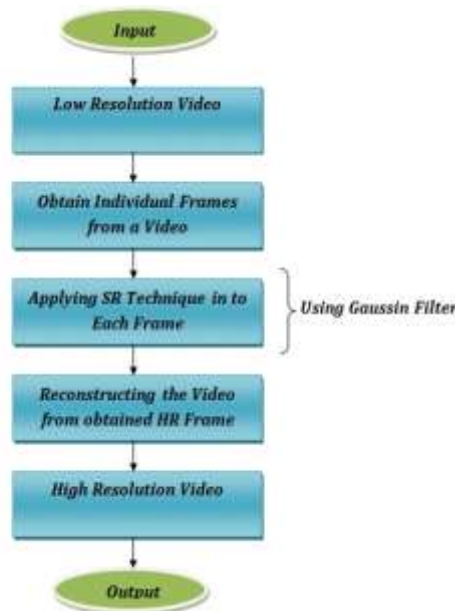 Input
Low Resolution Video
Obtain Individual Frames
from a Video
Applying SR Technique in to
Each Frame
Using Gaussin Filter
Reconstructing the Video
from obtained HR Frame
High Resolution Video
Output